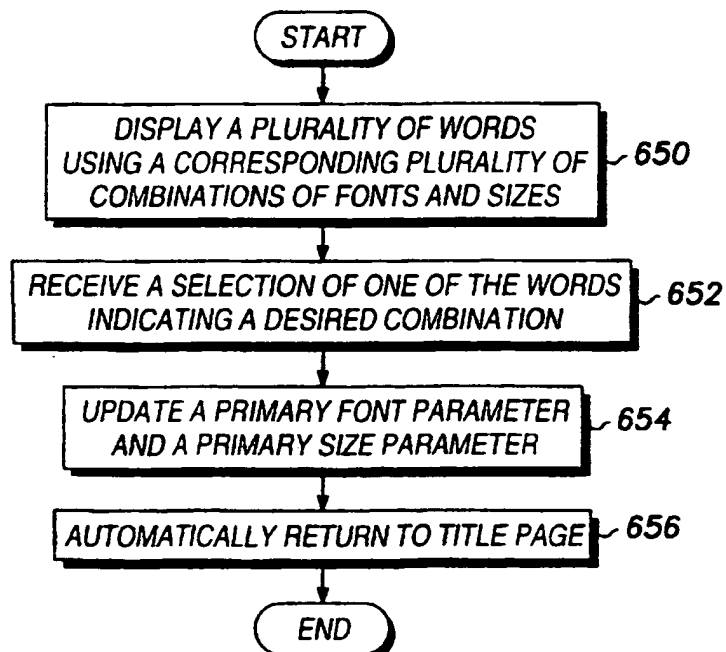 START
DISPLAY A PLURALITY OF WORDS
USING A CORRESPONDING PLURALITY OF
COMBINATIONS OF FONTS AND SIZES
650
RECEIVE A SELECTION OF ONE OF THE WORDS
INDICATING A DESIRED COMBINATION
652
UPDATE A PRIMARY FONT PARAMETER
AND A PRIMARY SIZE PARAMETER
654
AUTOMATICALLY RETURN TO TITLE PAGE
656
END